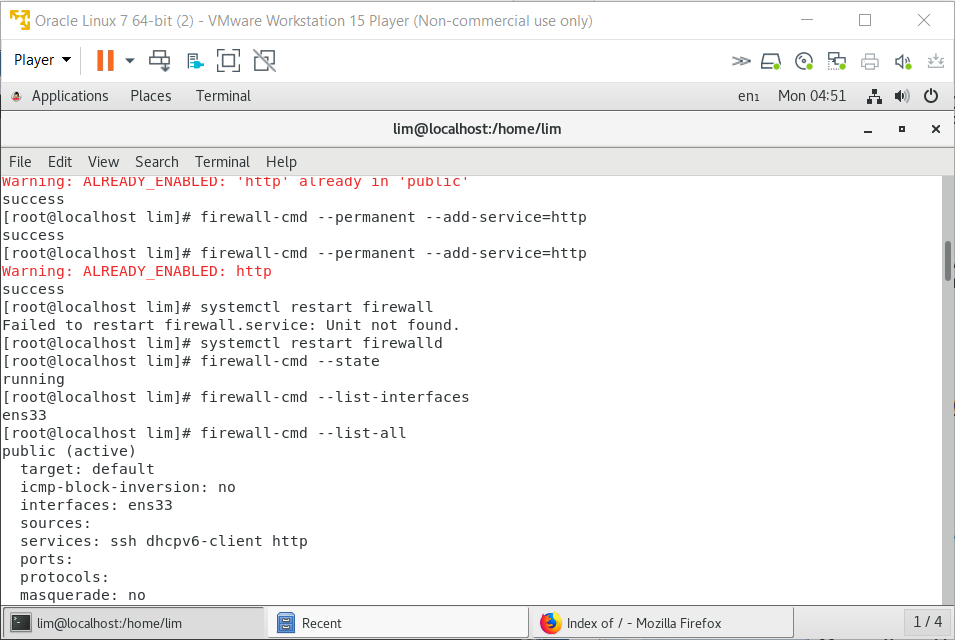 Oracle Linux 7 64-bit (2) - VMware Workstation 15 Player (Non-commercial use only)
Player
Applications Places Terminal en1 Mon 04:51
lim@localhost:/home/lim
File Edit View Search Terminal Help
Warning: ALREADY_ENABLED: 'http' already in 'public'
success
[root@localhost lim]# firewall-cmd --permanent --add-service=http
success
[root@localhost lim]# firewall-cmd --permanent --add-service=http
Warning: ALREADY_ENABLED: http
success
[root@localhost lim]# systemctl restart firewall
Failed to restart firewall.service: Unit not found.
[root@localhost lim]# systemctl restart firewalld
[root@localhost lim]# firewall-cmd --state
running
[root@localhost lim]# firewall-cmd --list-interfaces
ens33
[root@localhost lim]# firewall-cmd --list-all
public (active)
  target: default
  icmp-block-inversion: no
  interfaces: ens33
  sources:
  services: ssh dhcpv6-client http
  ports:
  protocols:
  masquerade: no
lim@localhost:/home/lim Recent Index of / - Mozilla Firefox 1 / 4